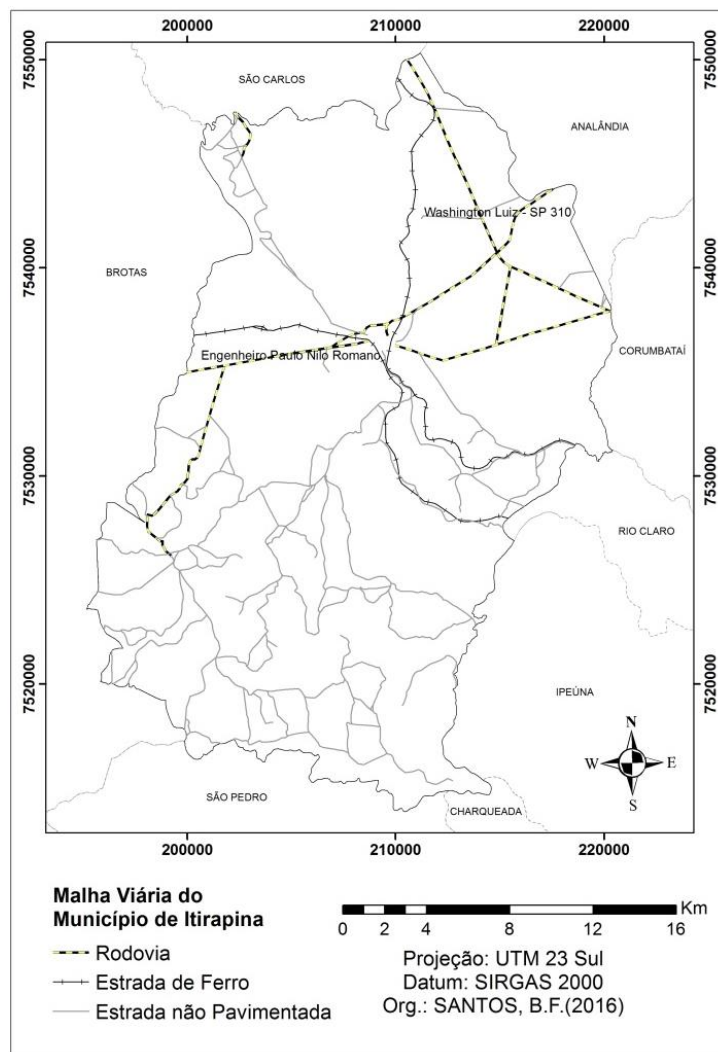 200000 210000 220000
7550000
7550000
SÃO CARLOS
ANALÂNDIA
Washington Luiz - SP 310
7540000
7540000
BROTAS
Engenheiro Paulo Nilo Romano
CORUMBATAÍ
7530000
7530000
RIO CLARO
7520000
7520000
IPEÚNA
N
W E
S
SÃO PEDRO
CHARQUEADA
200000 210000 220000
Malha Viária do
Município de Itirapina
Rodovia
Estrada de Ferro
Estrada não Pavimentada
Km
0 2 4 8 12 16
Projeção: UTM 23 Sul
Datum: SIRGAS 2000
Org.: SANTOS, B.F.(2016)